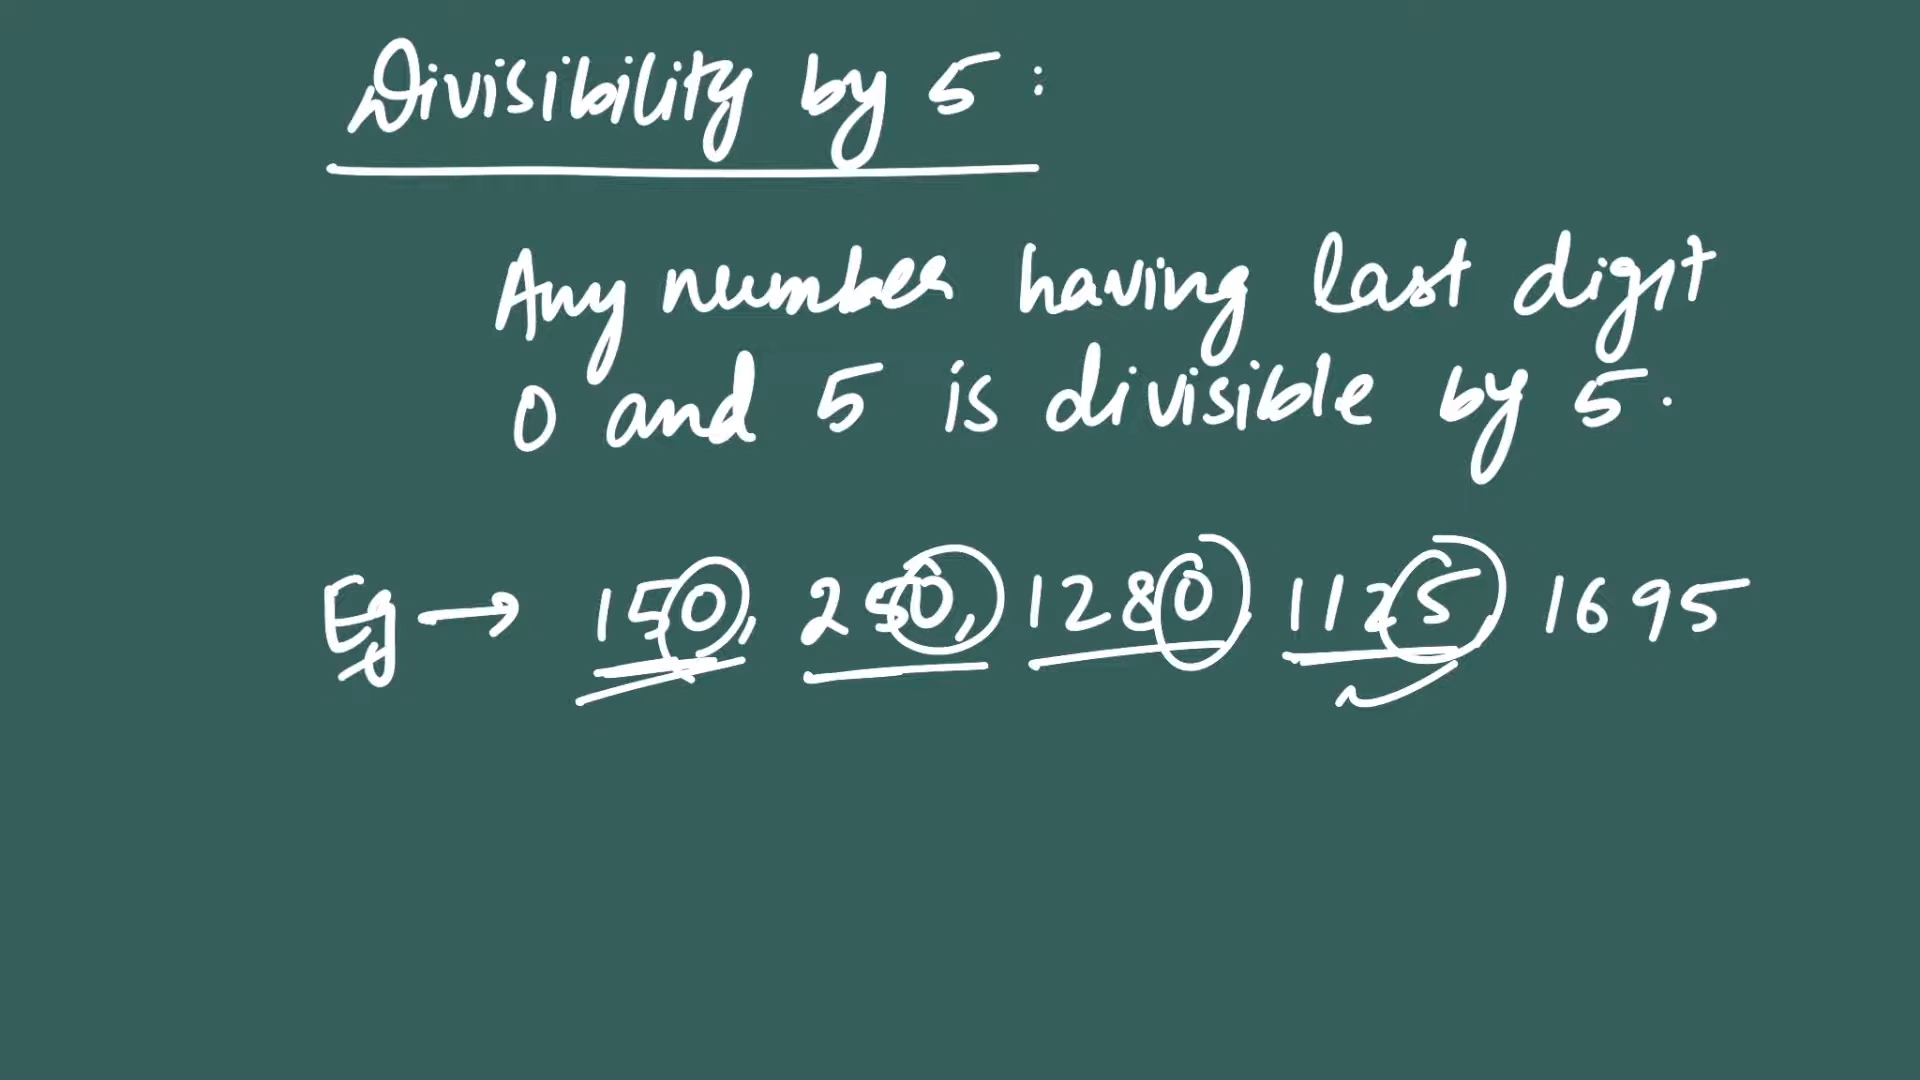 Divisibility by 5 :
Any number having last digit
0 and 5 is divisible by 5.
Eg → 150, 250, 1280, 1125 1695